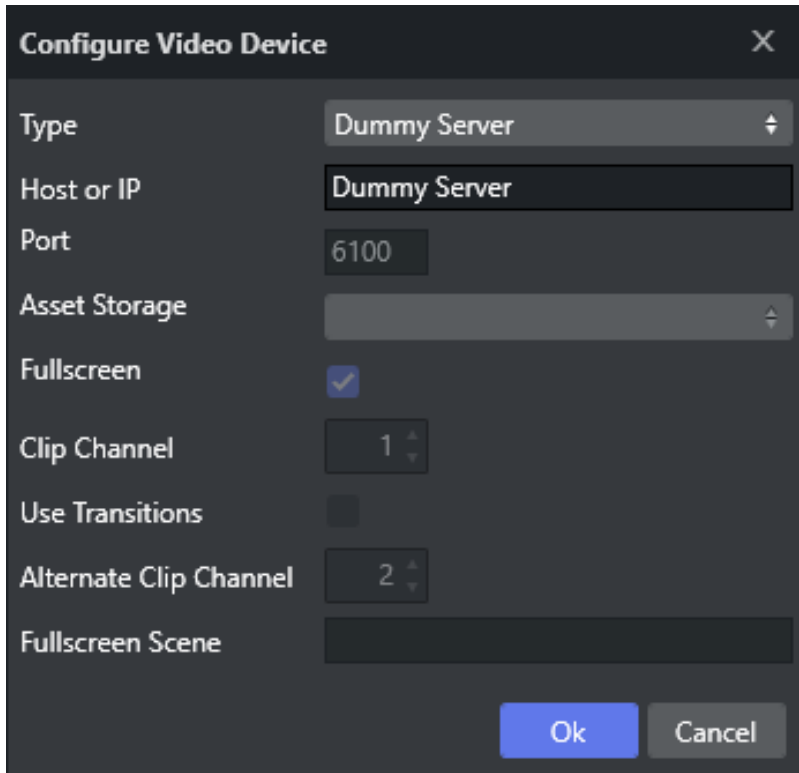 Configure Video Device
Type Dummy Server
Host or IP Dummy Server
Port 6100
Asset Storage
Fullscreen
Clip Channel 1
Use Transitions
Alternate Clip Channel 2
Fullscreen Scene
Ok Cancel